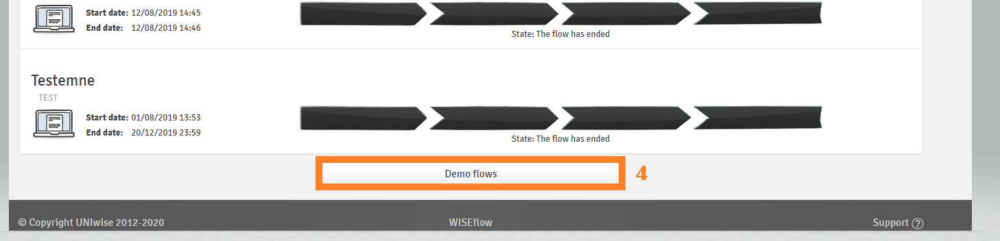 Start date: 12/08/2019 14:45
End date: 12/08/2019 14:46
State: The flow has ended
Testemne
TEST
Start date: 01/08/2019 13:53
End date: 20/12/2019 23:59
State: The flow has ended
Demo flows
4
© Copyright UNIwise 2012-2020
WISEflow
Support ?